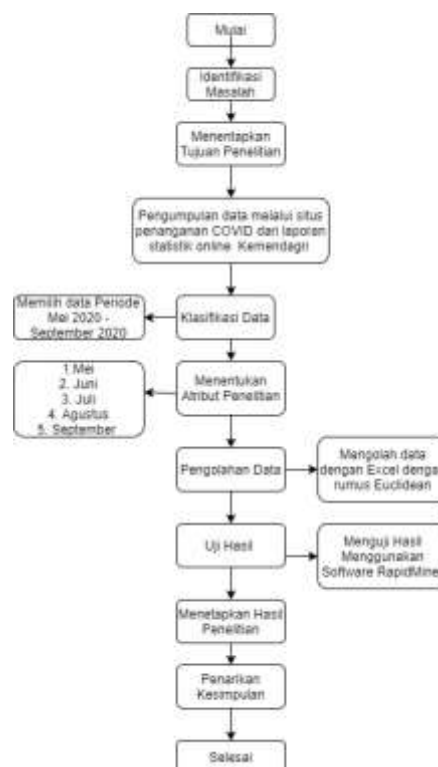 Mulai
Identifikasi
Masalah
Menentapkan
Tujuan Penelitian
Pengumpulan data melalui situs
penanganan COVID dari laporan
statistik online Kemendagri
Memilih data Periode
Mei 2020 -
September 2020
Klasifikasi Data
1.Mei
2. Juni
3. Juli
4. Agustus
5. September
Menentukan
Atribut Penelitian
Pengolahan Data
Mengolah data
dengan Excel denga
rumus Euclidean
Uji Hasil
Menguji Hasil
Menggunakan
Software RapidMine
Menetapkan Hasil
Penelitian
Penarikan
Kesimpulan
Selesai